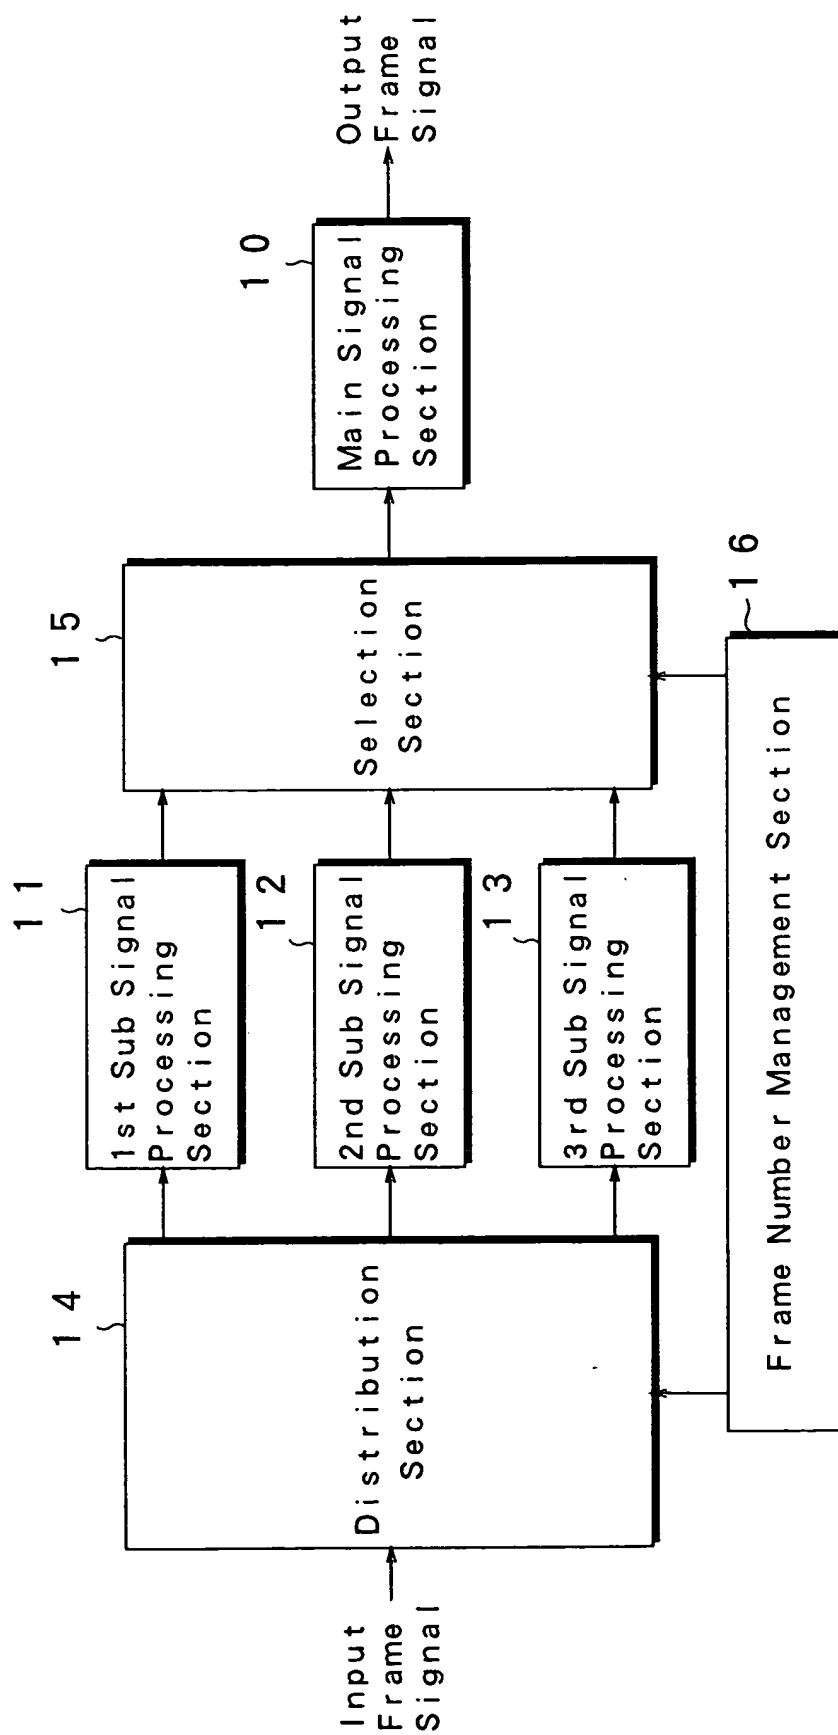 Input
Frame
Signal
14
Distribution
Section
11
1st Sub Signal
Processing
Section
12
2nd Sub Signal
Processing
Section
13
3rd Sub Signal
Processing
Section
15
Selection
Section
10
Main Signal
Processing
Section
Output
Frame
Signal
16
Frame Number Management Section